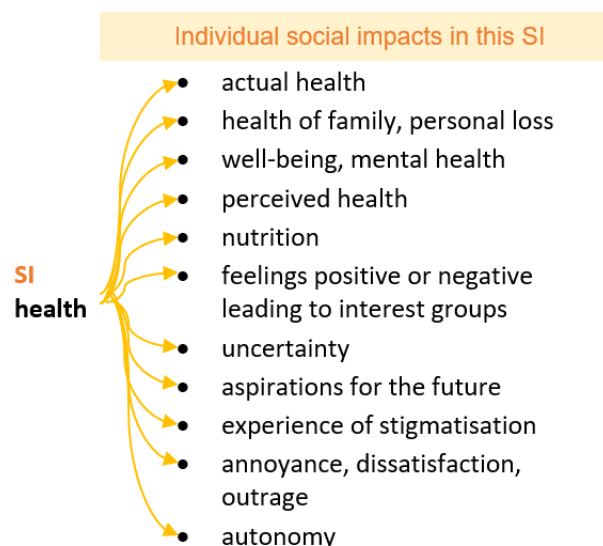 Individual social impacts in this SI
• actual health
• health of family, personal loss
• well-being, mental health
• perceived health
• nutrition
SI
health
• feelings positive or negative
leading to interest groups
• uncertainty
• aspirations for the future
• experience of stigmatisation
• annoyance, dissatisfaction,
outrage
• autonomy